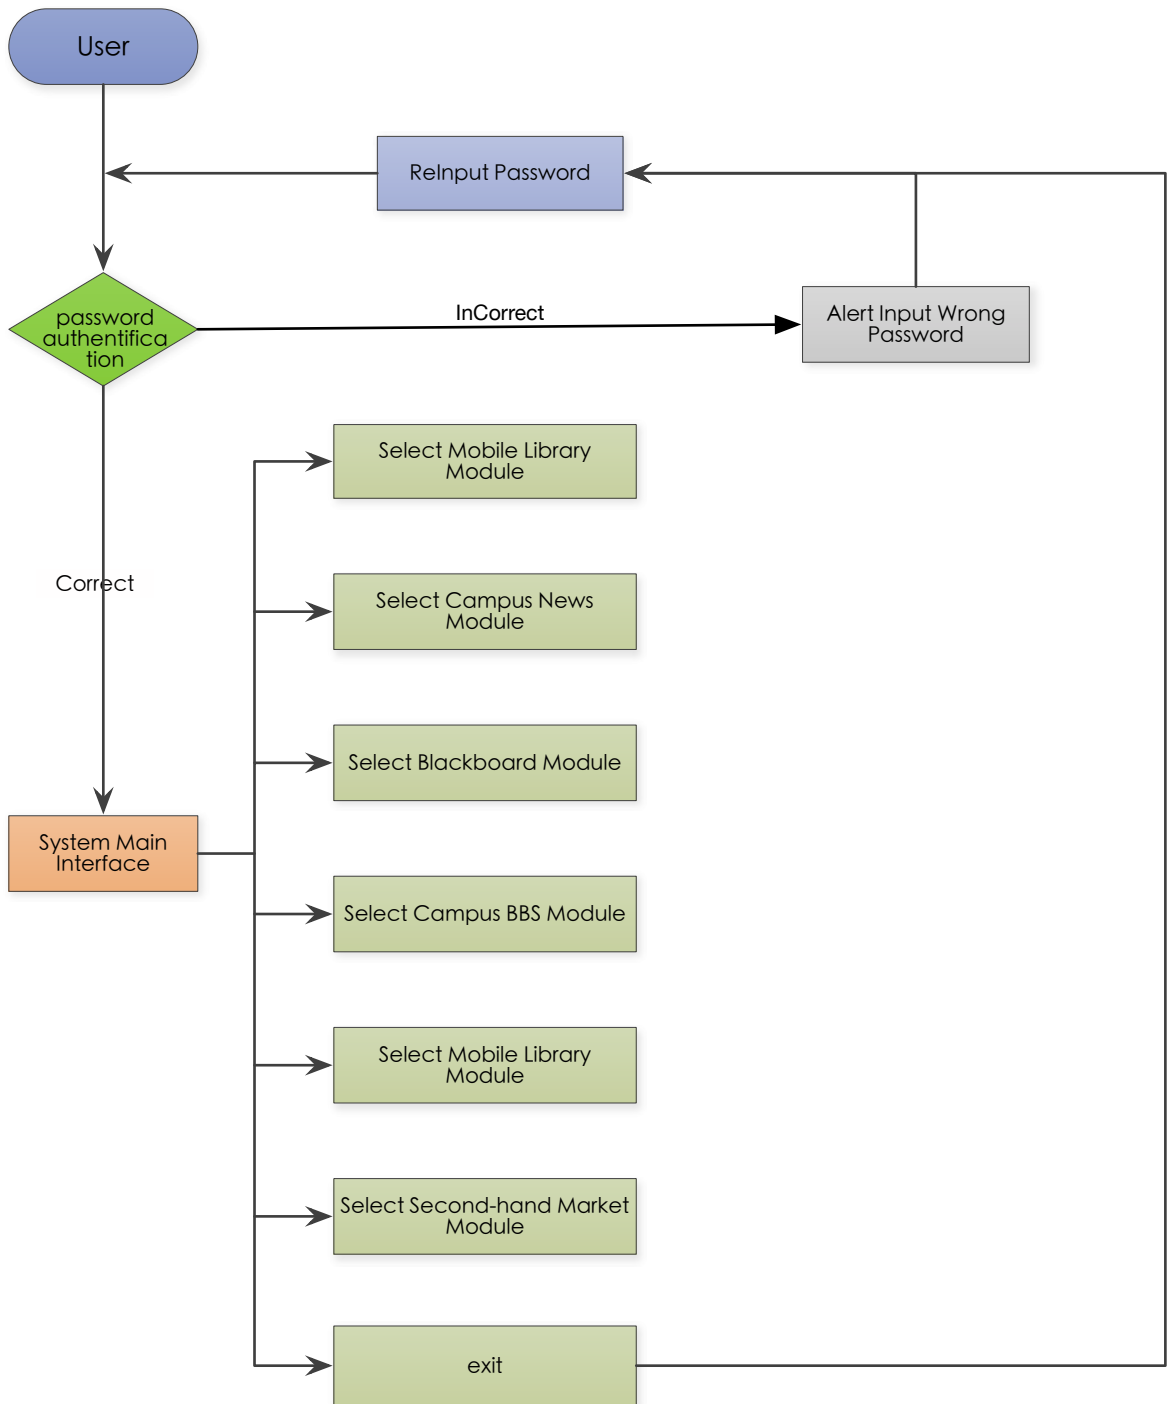 User
ReInput Password
password
authentifica
tion
InCorrect
Alert Input Wrong
Password
Select Mobile Library
Module
Correct
Select Campus News
Module
Select Blackboard Module
System Main
Interface
Select Campus BBS Module
Select Mobile Library
Module
Select Second-hand Market
Module
exit